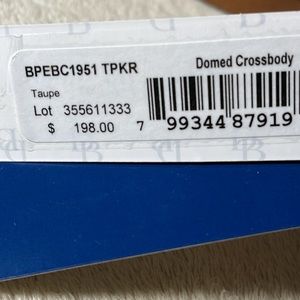 BPEBC1951 TPKR Domed Crossbody
Taupe
Lot 355611333
$ 198.00 7 99344 87919